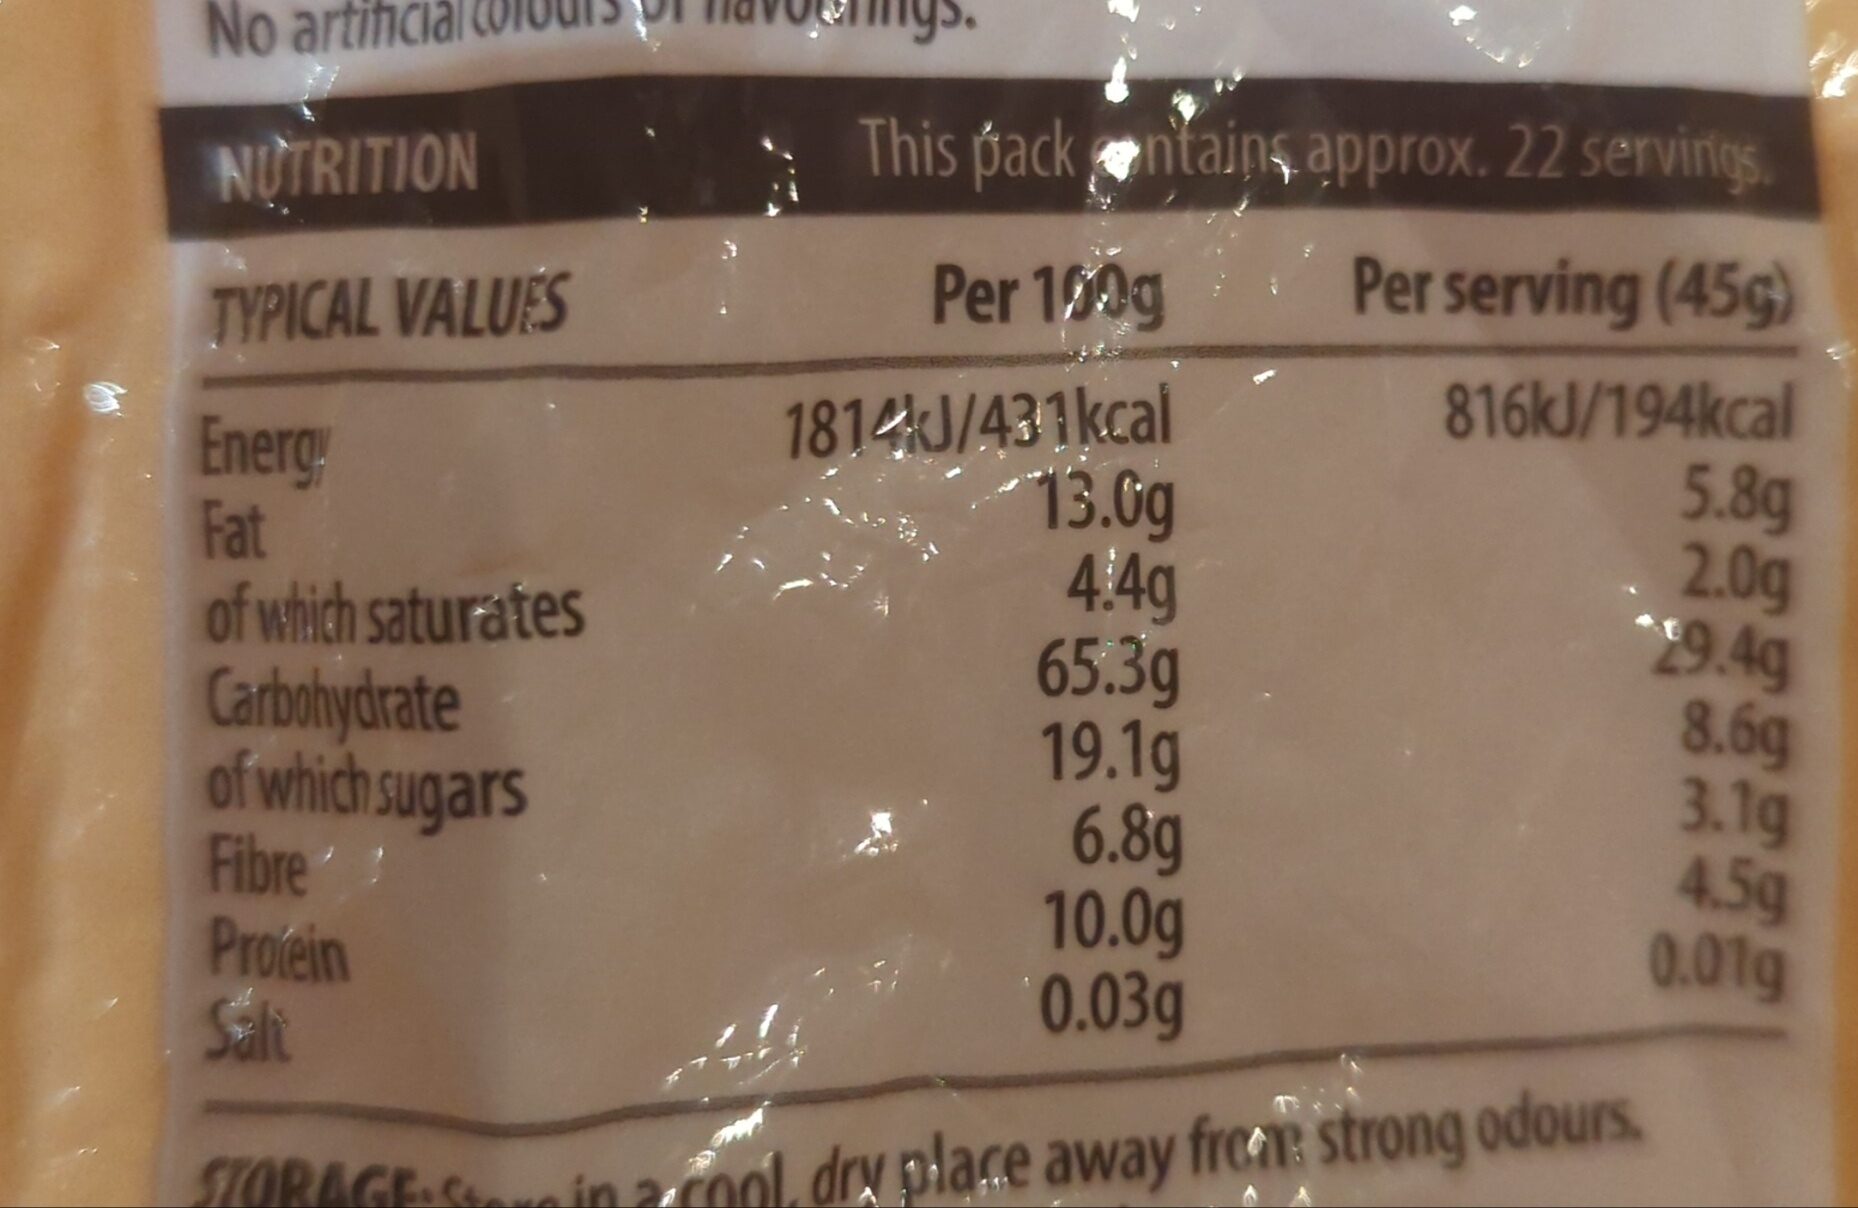 No artificial colours or flavourings.
NUTRITION This pack contains approx. 22 servings.
TYPICAL VALUES Per 100g Per serving (45g)
Energy 1814kJ/431kcal 816kJ/194kcal
Fat 13.0g 5.8g
of which saturates 4.4g 2.0g
Carbohydrate 65.3g 29.4g
of which sugars 19.1g 8.6g
Fibre 6.8g 3.1g
Protein 10.0g 4.5g
Salt 0.03g 0.01g
STORAGE: Store in a cool, dry place away from strong odours.